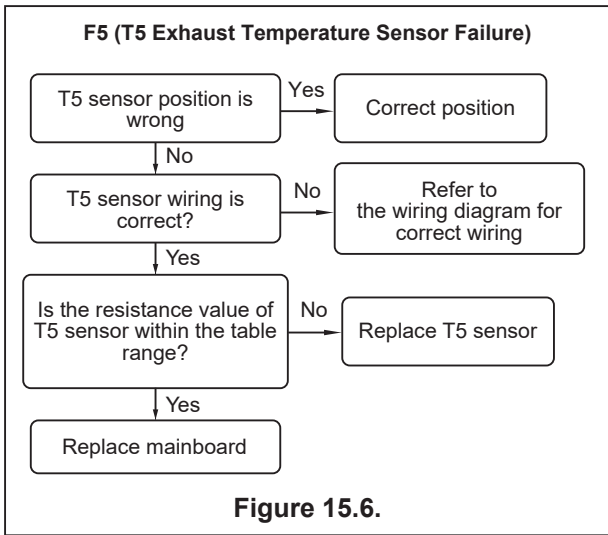 F5 (T5 Exhaust Temperature Sensor Failure)
T5 sensor position is
wrong
Yes
Correct position
No
T5 sensor wiring is
correct?
No
Refer to
the wiring diagram for
correct wiring
Yes
Is the resistance value of
T5 sensor within the table
range?
No
Replace T5 sensor
Yes
Replace mainboard
Figure 15.6.